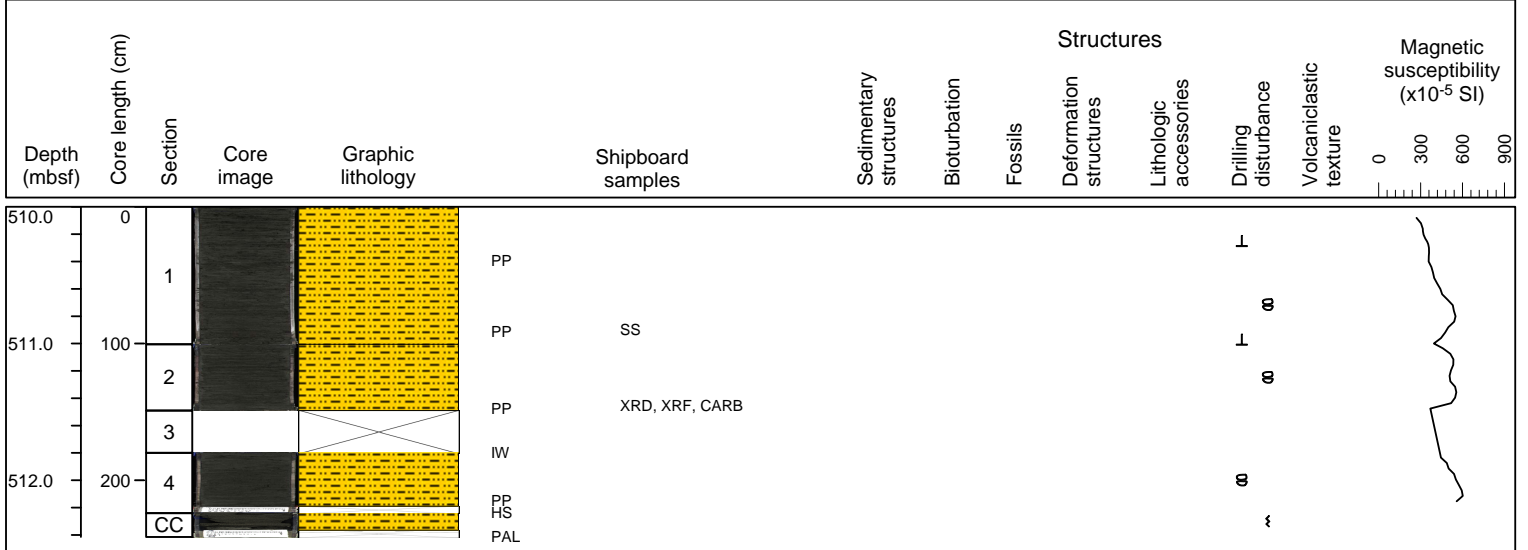 Structures
Depth
(mbsf)
Core length (cm)
Section
Core
image
Graphic
lithology
Shipboard
samples
Sedimentary
structures
Bioturbation
Fossils
Deformation
structures
Lithologic
accessories
Drilling
disturbance
Volcaniclastic
texture
Magnetic
susceptibility
(x10-5 SI)
0
300
600
900
510.0
0
1
PP
PP
SS
511.0
100
2
PP
XRD, XRF, CARB
3
IW
512.0
200
4
PP
HS
CC
PAL